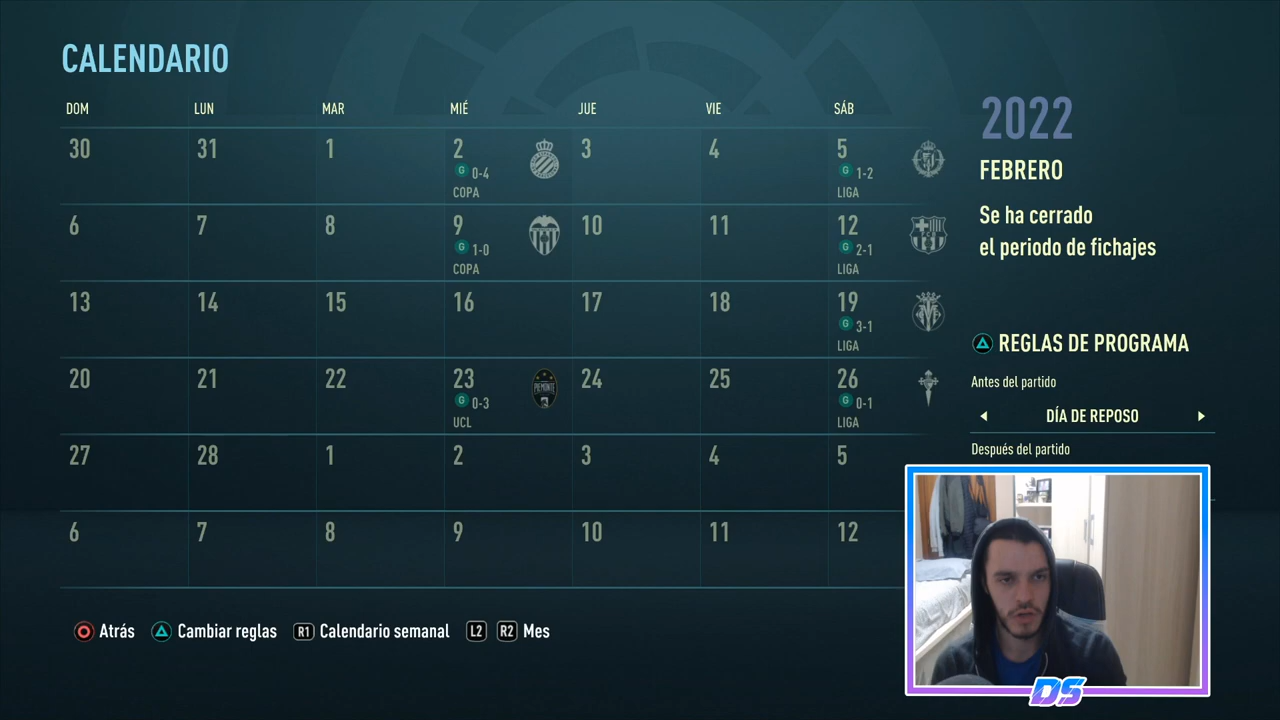 CALENDARIO
DOM LUN MAR MIÉ JUE VIE SÁB
30 31 1 2 3 4 5
G 0-4 G 1-2
COPA LIGA
6 7 8 9 10 11 12
G 1-0 G 2-1
COPA LIGA
13 14 15 16 17 18 19
G 3-1
LIGA
20 21 22 23 24 25 26
PIEMONTE
G 0-3 G 0-1
UCL LIGA
27 28 1 2 3 4 5
6 7 8 9 10 11 12
2022
FEBRERO
Se ha cerrado
el periodo de fichajes
REGLAS DE PROGRAMA
Antes del partido
DÍA DE REPOSO
Después del partido
Atrás Cambiar reglas R1 Calendario semanal L2 R2 Mes
DS